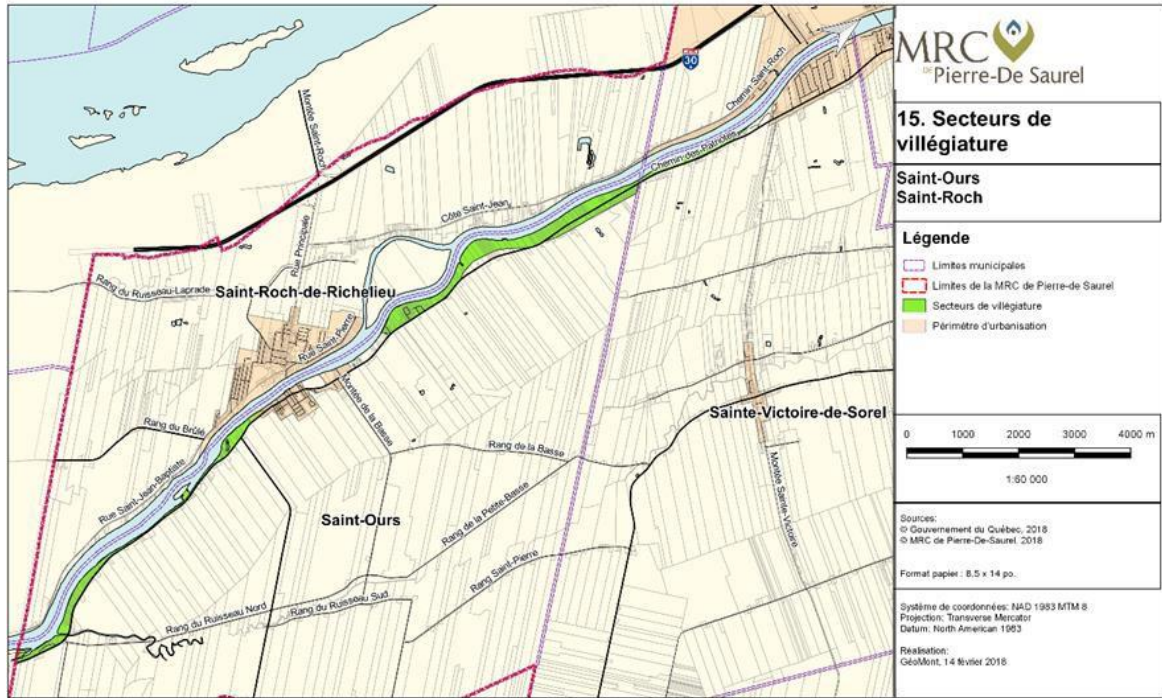 MRC
DE Pierre-De Saurel
15. Secteurs de
villégiature
Saint-Ours
Saint-Roch
Légende
Limites municipales
Limites de la MRC de Pierre-de Saurel
Secteurs de villégiature
Périmètre d'urbanisation
0 1000 2000 3000 4000 m
1:60 000
Sources:
© Gouvernement du Québec, 2018
© MRC de Pierre-De-Saurel, 2018
Format papier : 8,5 x 14 po.
Système de coordonnées: NAD 1983 MTM 8
Projection: Transverse Mercator
Datum: North American 1983
Réalisation:
GéoMont, 14 février 2018
30
Chemin Saint-Roch
Montée Saint-Roch
Chemin des Patriotes
Côte Saint-Jean
Rue Principale
Rang du Ruisseau-Laprade
Saint-Roch-de-Richelieu
Rue Saint-Pierre
Montée de la Basse
Sainte-Victoire-de-Sorel
Rang du Brûlé
Rang de la Basse
Rue Saint-Jean-Baptiste
Rang de la Petite-Basse
Montée Sainte-Victoire
Saint-Ours
Rang Saint-Pierre
Rang du Ruisseau Nord
Rang du Ruisseau Sud